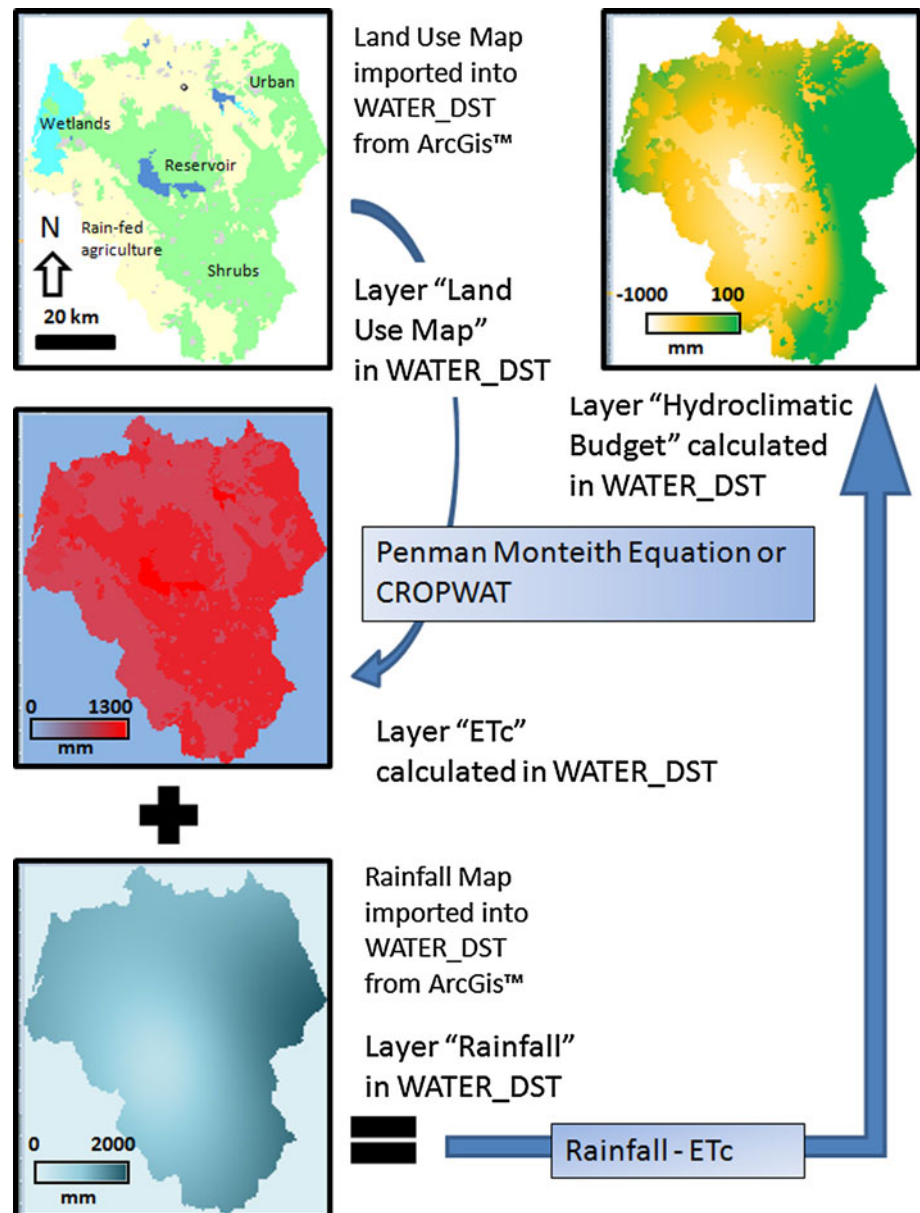 Land Use Map
imported into
WATER_DST
from ArcGis™
Urban
Wetlands
Reservoir
Rain-fed
agriculture
Shrubs
N
20 km
-1000 100
mm
Layer “Land
Use Map”
in WATER_DST
Layer “Hydroclimatic
Budget” calculated
in WATER_DST
Penman Monteith Equation or
CROPWAT
0 1300
mm
Layer “ETc”
calculated in WATER_DST
Rainfall Map
imported into
WATER_DST
from ArcGis™
Layer “Rainfall”
in WATER_DST
0 2000
mm
Rainfall - ETc